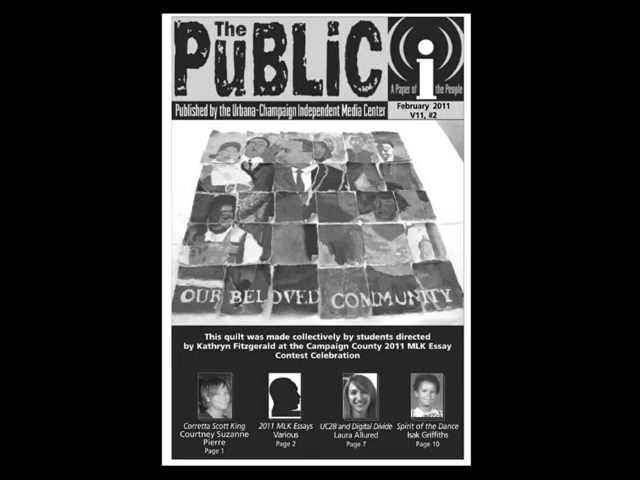 The
PuBLiC
i
A Paper of the People
Published by the Urbana-Champaign Independent Media Center
February 2011
V11, #2
OUR BELOVED COMMUNITY
This quilt was made collectively by students directed
by Kathryn Fitzgerald at the Campaign County 2011 MLK Essay
Contest Celebration
Corretta Scott King
Courtney Suzanne
Pierre
Page 1
2011 MLK Essays
Various
Page 2
UC2B and Digital Divide
Laura Allured
Page 7
Spirit of the Dance
Isak Griffiths
Page 10